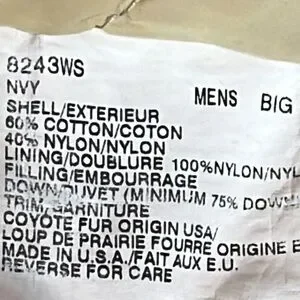 8243WS
NVY MENS BIG
SHELL/EXTERIEUR
60% COTTON/COTON
40% NYLON/NYLON
LINING/DOUBLURE 100%NYLON/NYL
FILLING/EMBOURRAGE
DOWN/DUVET (MINIMUM 75% DOWN/
TRIM/GARNITURE
COYOTE FUR ORIGIN USA/
LOUP DE PRAIRIE FOURRE ORIGINE E
MADE IN U.S.A./FAIT AUX E.U.
REVERSE FOR CARE